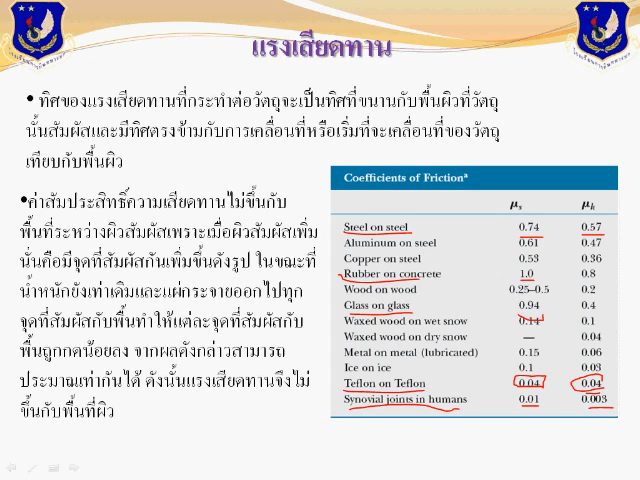 แรงเสียดทาน
• ทิศของแรงเสียดทานที่กระทำต่อวัตถุจะเป็นทิศที่ขนานกับพื้นผิวที่วัตถุ
นั้นสัมผัสและมีทิศตรงข้ามกับการเคลื่อนที่หรือเริ่มที่จะเคลื่อนที่ของวัตถุ
เทียบกับพื้นผิว
•ค่าสัมประสิทธิ์ความเสียดทานไม่ขึ้นกับ
พื้นที่ระหว่างผิวสัมผัสเพราะเมื่อผิวสัมผัสเพิ่ม
นั่นคือมีจุดที่สัมผัสกันเพิ่มขึ้นดังรูป ในขณะที่
น้ำหนักยังเท่าเดิมและแผ่กระจายออกไปทุก
จุดที่สัมผัสกับพื้นทำให้แต่ละจุดที่สัมผัสกับ
พื้นถูกกดน้อยลง จากผลดังกล่าวสามารถ
ประมาณเท่ากันได้ ดังนั้นแรงเสียดทานจึงไม่
ขึ้นกับพื้นที่ผิว
Coefficients of Frictionᵃ
μₛ μₖ
Steel on steel 0.74 0.57
Aluminum on steel 0.61 0.47
Copper on steel 0.53 0.36
Rubber on concrete 1.0 0.8
Wood on wood 0.25–0.5 0.2
Glass on glass 0.94 0.4
Waxed wood on wet snow 0.14 0.1
Waxed wood on dry snow — 0.04
Metal on metal (lubricated) 0.15 0.06
Ice on ice 0.1 0.03
Teflon on Teflon 0.04 0.04
Synovial joints in humans 0.01 0.003